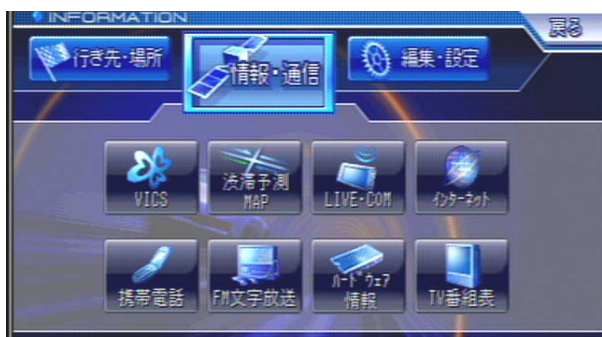 INFORMATION
戻る
行き先・場所
情報・通信
編集・設定
VICS
渋滞予測
MAP
LIVE・COM
インターネット
携帯電話
FM文字放送
ハードウェア
情報
TV番組表